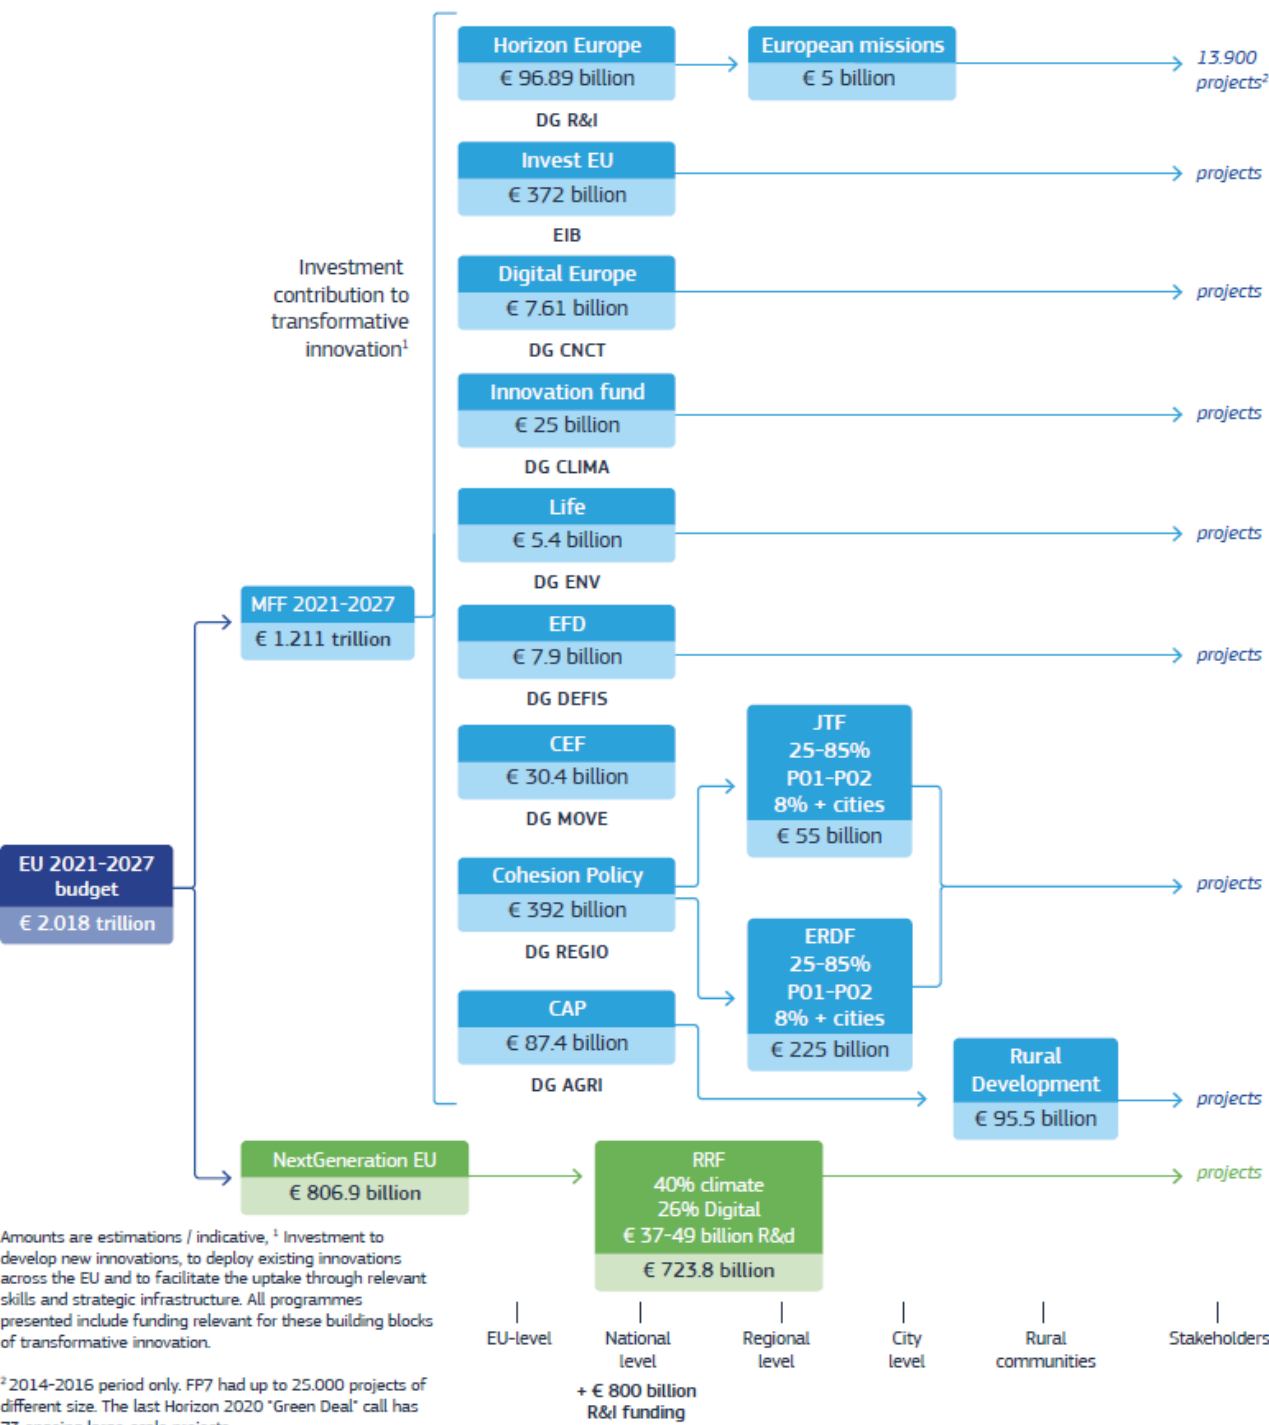 Horizon Europe
€ 96.89 billion
DG R&I
European missions
€ 5 billion
13.900
projects²
Invest EU
€ 372 billion
EIB
projects
Investment
contribution to
transformative
innovation¹
Digital Europe
€ 7.61 billion
DG CNCT
projects
Innovation fund
€ 25 billion
DG CLIMA
projects
Life
€ 5.4 billion
DG ENV
projects
MFF 2021-2027
€ 1.211 trillion
EFD
€ 7.9 billion
DG DEFIS
projects
CEF
€ 30.4 billion
DG MOVE
JTF
25-85%
P01-P02
8% + cities
€ 55 billion
EU 2021-2027
budget
€ 2.018 trillion
Cohesion Policy
€ 392 billion
DG REGIO
projects
ERDF
25-85%
P01-P02
8% + cities
€ 225 billion
CAP
€ 87.4 billion
DG AGRI
Rural
Development
€ 95.5 billion
projects
NextGeneration EU
€ 806.9 billion
RRF
40% climate
26% Digital
€ 37-49 billion R&d
€ 723.8 billion
projects
Amounts are estimations / indicative, ¹ Investment to
develop new innovations, to deploy existing innovations
across the EU and to facilitate the uptake through relevant
skills and strategic infrastructure. All programmes
presented include funding relevant for these building blocks
of transformative innovation.
² 2014-2016 period only. FP7 had up to 25.000 projects of
different size. The last Horizon 2020 "Green Deal" call has
EU-level
National
level
+ € 800 billion
R&I funding
Regional
level
City
level
Rural
communities
Stakeholders